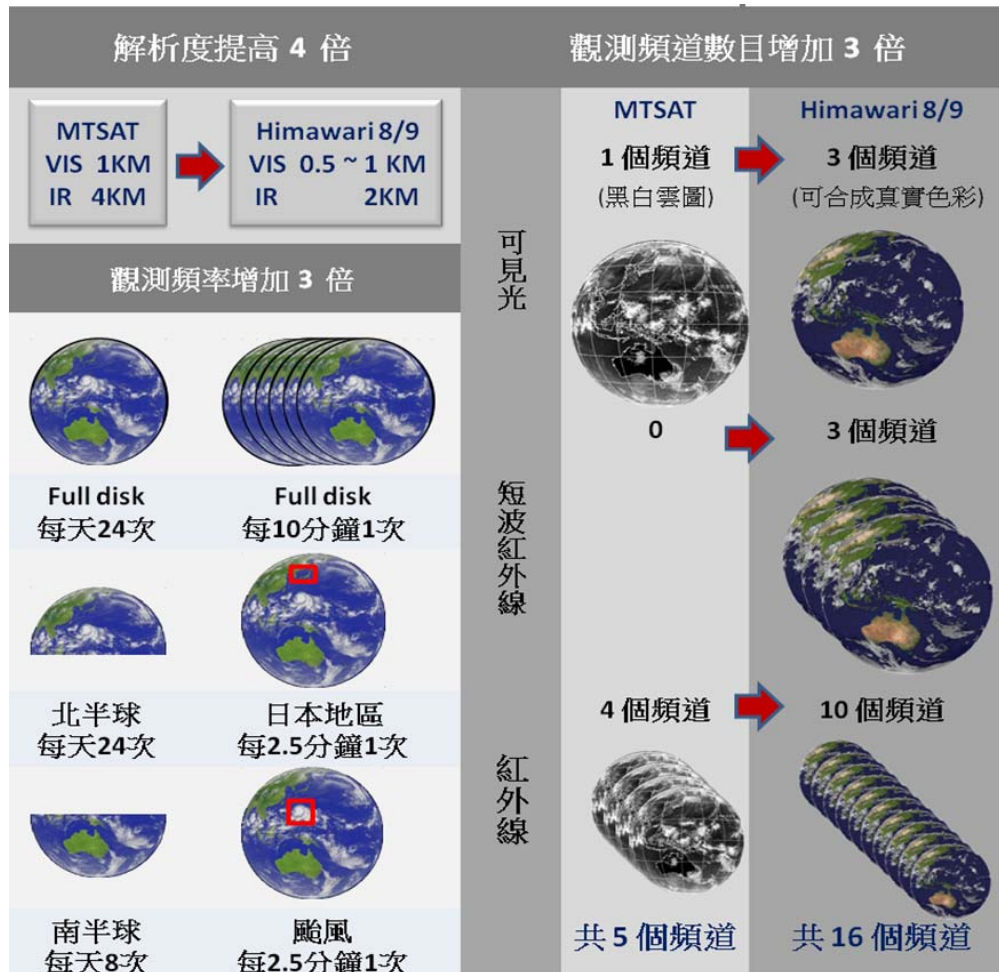 解析度提高 4 倍
MTSAT
VIS 1KM
IR 4KM
Himawari 8/9
VIS 0.5 ~ 1 KM
IR 2KM
觀測頻率增加 3 倍
Full disk
每天24次
Full disk
每10分鐘1次
北半球
每天24次
日本地區
每2.5分鐘1次
南半球
每天8次
颱風
每2.5分鐘1次
觀測頻道數目增加 3 倍
MTSAT
Himawari 8/9
可見光
1 個頻道
(黑白雲圖)
3 個頻道
(可合成真實色彩)
短波紅外線
0
3 個頻道
紅外線
4 個頻道
10 個頻道
共 5 個頻道
共 16 個頻道